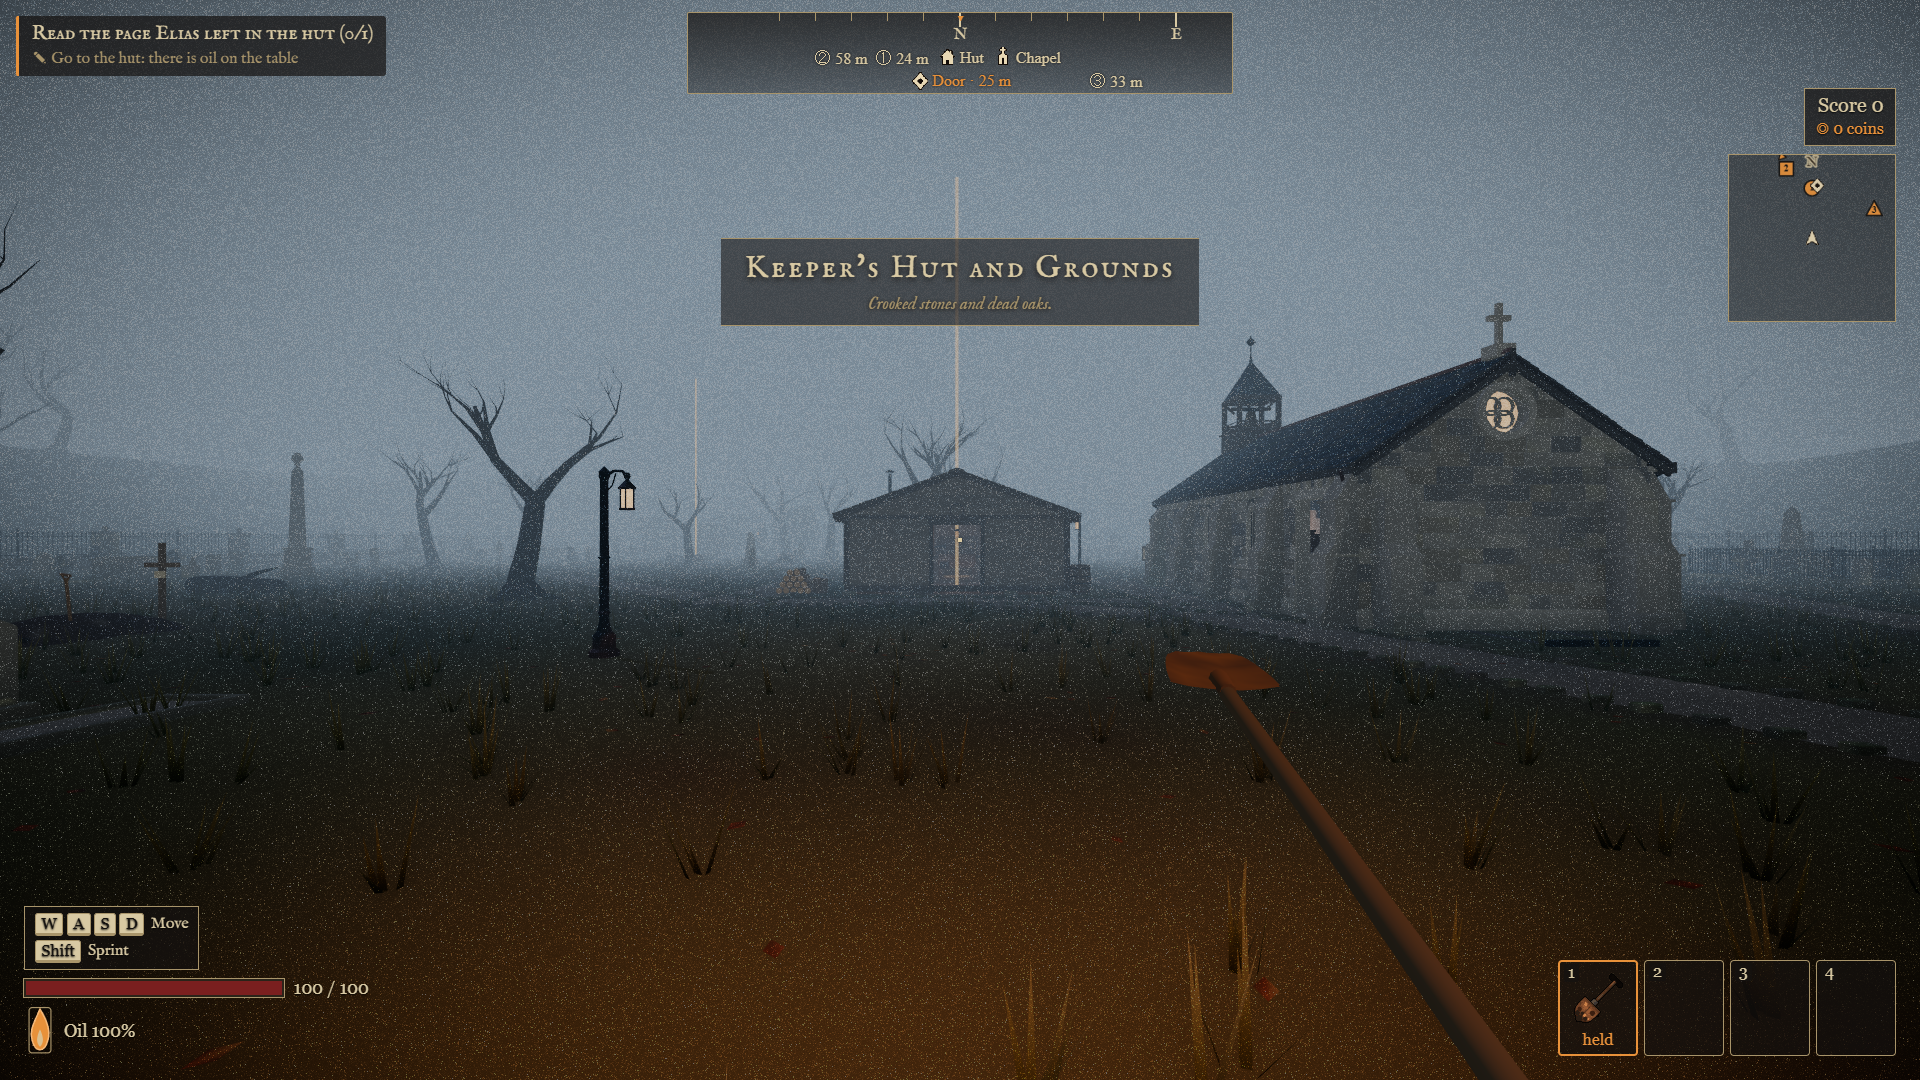 Read the page Elias left in the hut (0/1)
Go to the hut: there is oil on the table
N
E
② 58 m ① 24 m Hut Chapel
Door · 25 m ③ 33 m
Score 0
0 coins
N
2
3
Keeper's Hut and Grounds
Crooked stones and dead oaks.
W A S D Move
Shift Sprint
100 / 100
Oil 100%
1 2 3 4
held